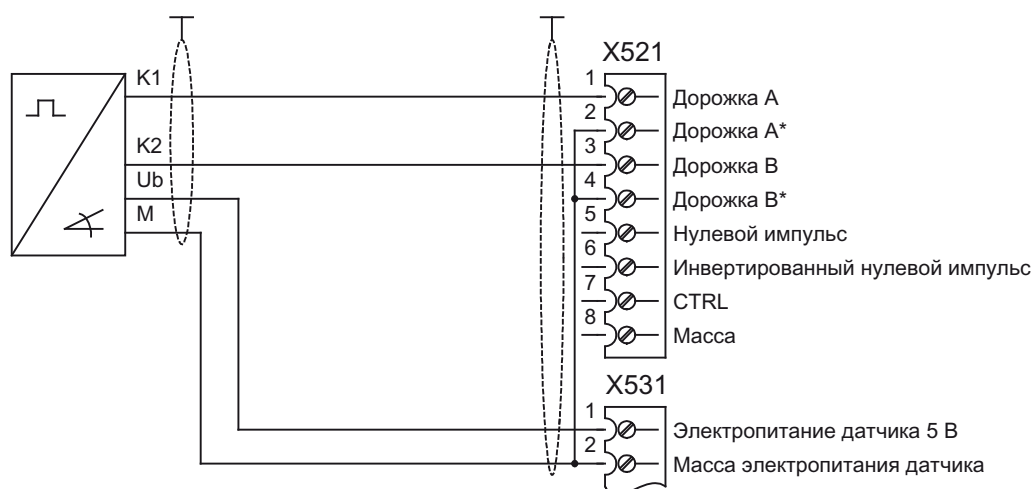 X521
K1
1
Дорожка A
2
Дорожка A*
K2
3
Дорожка B
Ub
4
Дорожка B*
M
5
Нулевой импульс
6
Инвертированный нулевой импульс
7
CTRL
8
Масса
X531
1
Электропитание датчика 5 В
2
Масса электропитания датчика